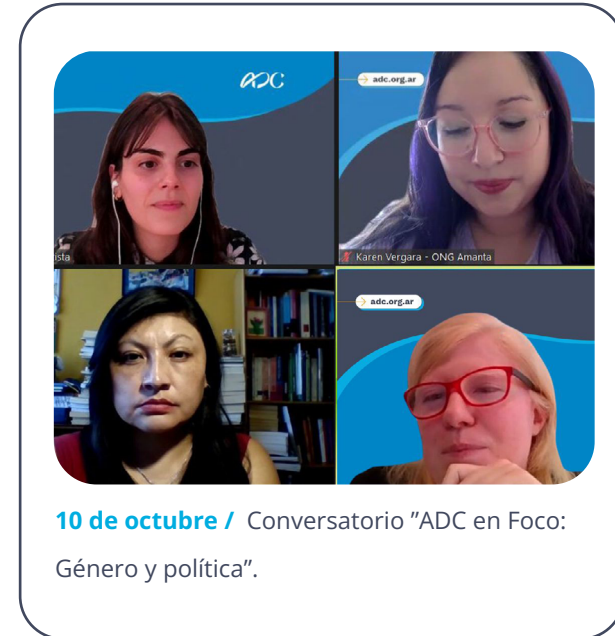 ADC
adc.org.ar
ista
Karen Vergara - ONG Amanta
adc.org.ar
10 de octubre / Conversatorio ”ADC en Foco:
Género y política”.